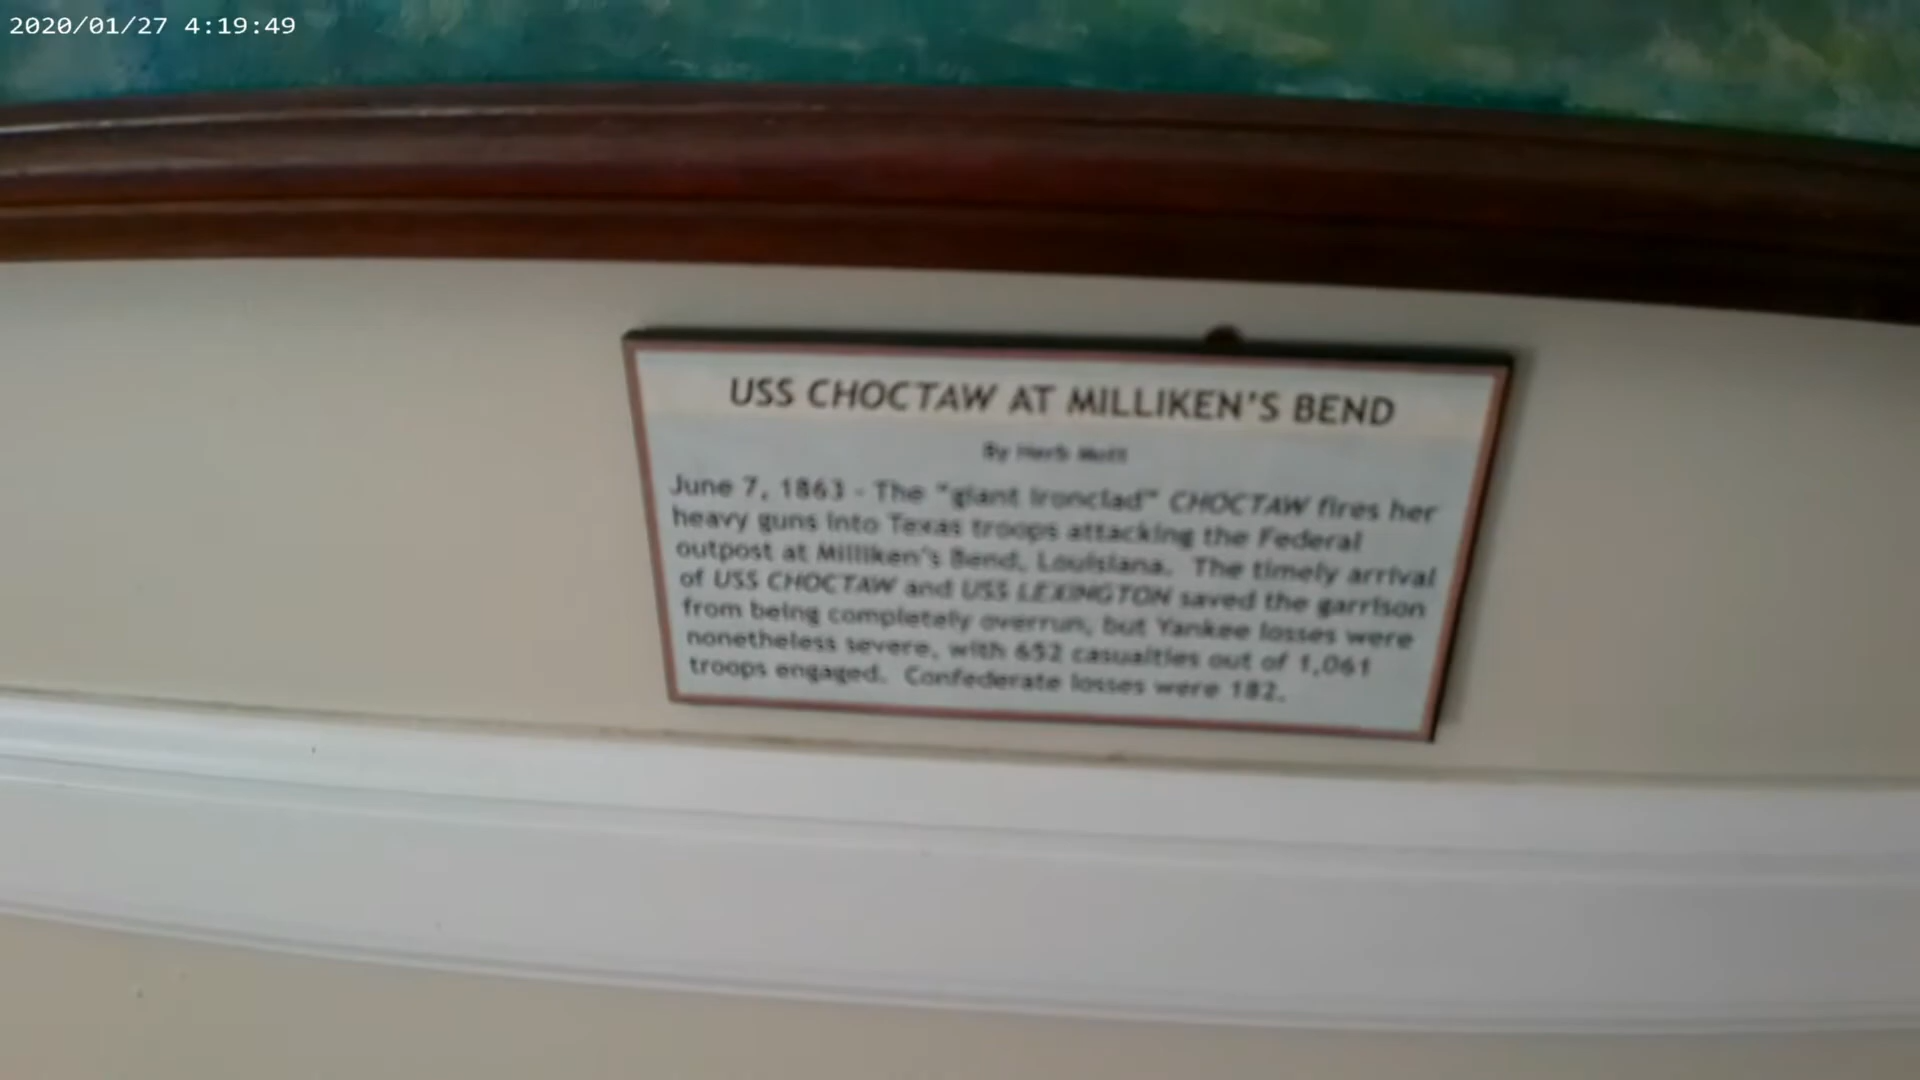 2020/01/27 4:19:49
USS CHOCTAW AT MILLIKEN'S BEND
By Herb Mott
June 7, 1863 - The "giant ironclad" CHOCTAW fires her
heavy guns into Texas troops attacking the Federal
outpost at Milliken's Bend, Louisiana. The timely arrival
of USS CHOCTAW and USS LEXINGTON saved the garrison
from being completely overrun, but Yankee losses were
nonetheless severe, with 652 casualties out of 1,061
troops engaged. Confederate losses were 182.